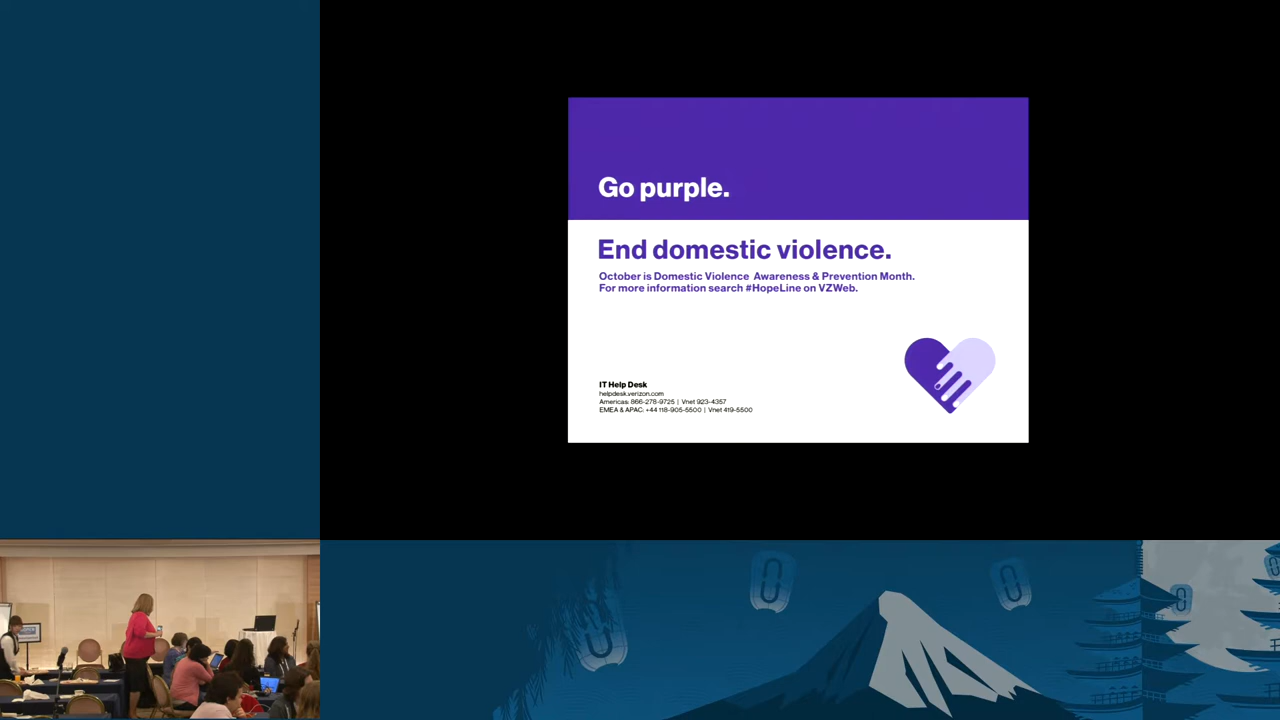 Go purple.
End domestic violence.
October is Domestic Violence Awareness & Prevention Month.
For more information search #HopeLine on VZWeb.
IT Help Desk
helpdesk.verizon.com
Americas: 866-278-9725 | Vnet 923-4357
EMEA & APAC: +44 118-905-5500 | Vnet 419-5500